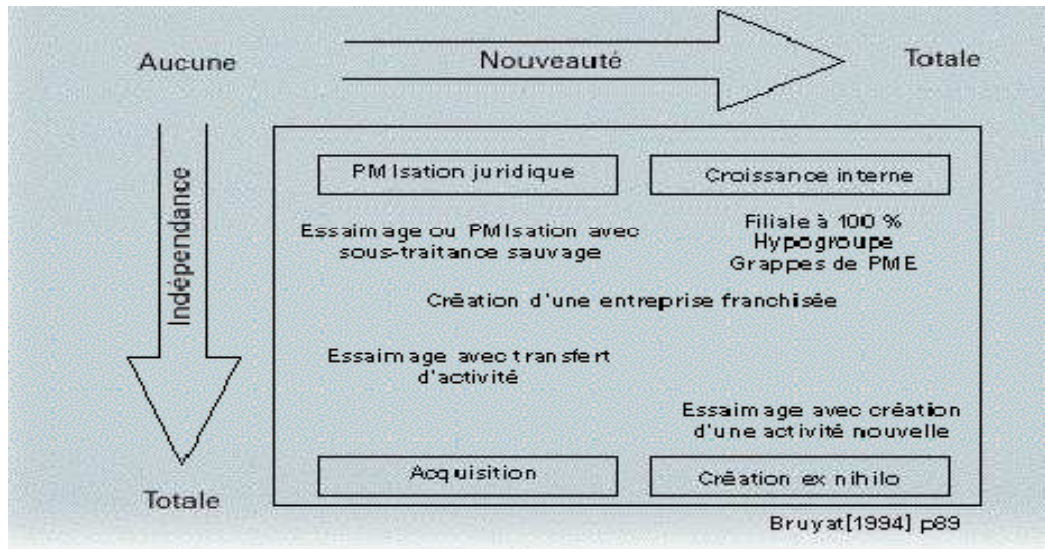 Aucune
Nouveauté
Totale
Indépendance
PMIsation juridique
Croissance interne
Essaimage ou PMIsation avec
sous-traitance sauvage
Filiale à 100 %
Hypogroupe
Grappes de PME
Création d'une entreprise franchisée
Essaimage avec transfert
d'activité
Essaimage avec création
d'une activité nouvelle
Acquisition
Création ex nihilo
Totale
Bruyat[1994] p89